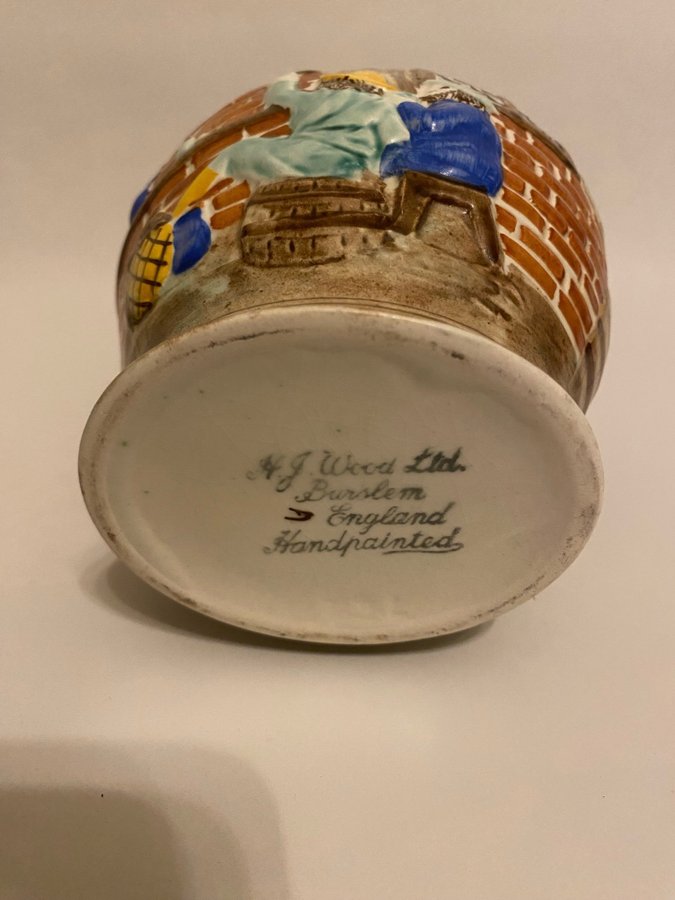 H. J. Wood Ltd.
Burslem
England
Handpainted